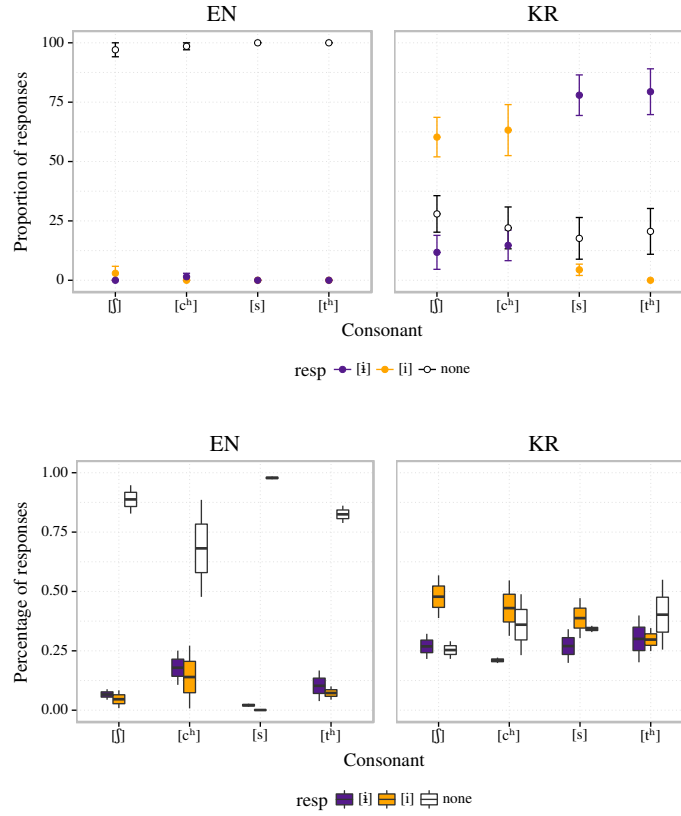 EN KR
Proportion of responses
100
75
50
25
0
[ʃ] [cʰ] [s] [tʰ] [ʃ] [cʰ] [s] [tʰ]
Consonant
resp [ɨ] [i] none
EN KR
Percentage of responses
1.00
0.75
0.50
0.25
0.00
[ʃ] [cʰ] [s] [tʰ] [ʃ] [cʰ] [s] [tʰ]
Consonant
resp [ɨ] [i] none